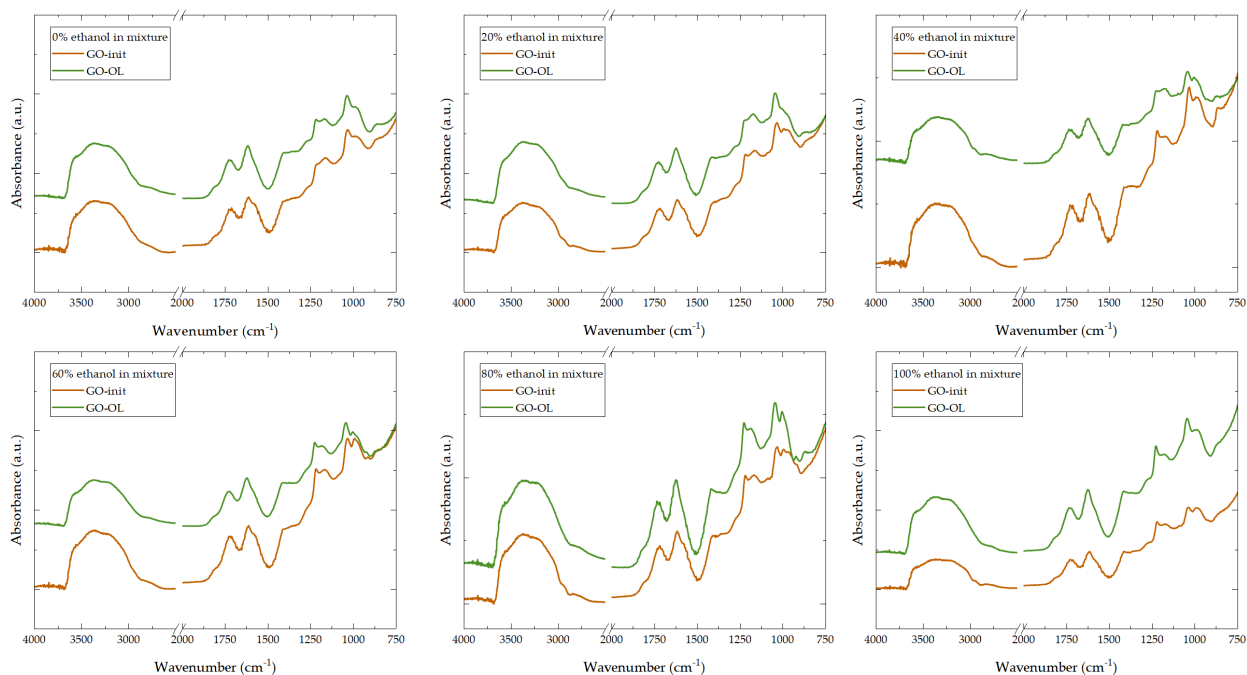 0% ethanol in mixture
GO-init
GO-OL
Absorbance (a.u.)
4000 3500 3000 2000 1750 1500 1250 1000 750
Wavenumber (cm-1)
20% ethanol in mixture
GO-init
GO-OL
Absorbance (a.u.)
4000 3500 3000 2000 1750 1500 1250 1000 750
Wavenumber (cm-1)
40% ethanol in mixture
GO-init
GO-OL
Absorbance (a.u.)
4000 3500 3000 2000 1750 1500 1250 1000 750
Wavenumber (cm-1)
60% ethanol in mixture
GO-init
GO-OL
Absorbance (a.u.)
4000 3500 3000 2000 1750 1500 1250 1000 750
Wavenumber (cm-1)
80% ethanol in mixture
GO-init
GO-OL
Absorbance (a.u.)
4000 3500 3000 2000 1750 1500 1250 1000 750
Wavenumber (cm-1)
100% ethanol in mixture
GO-init
GO-OL
Absorbance (a.u.)
4000 3500 3000 2000 1750 1500 1250 1000 750
Wavenumber (cm-1)